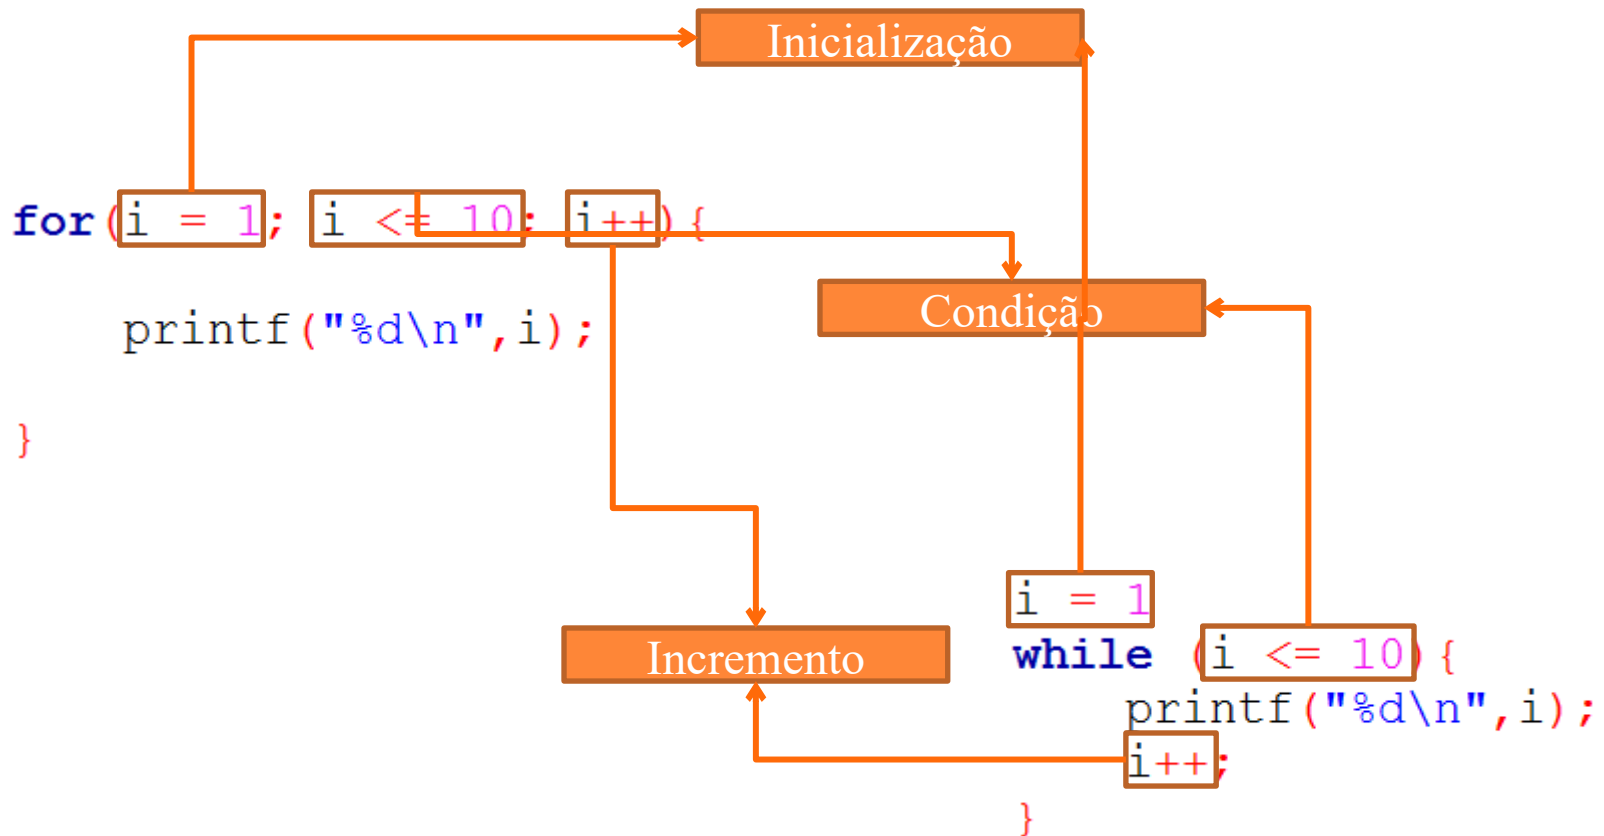 Inicialização
for(i = 1; i <= 10; i++){
Condição
printf("%d\n",i);
}
i = 1
Incremento
while (i <= 10){
printf("%d\n",i);
i++;
}